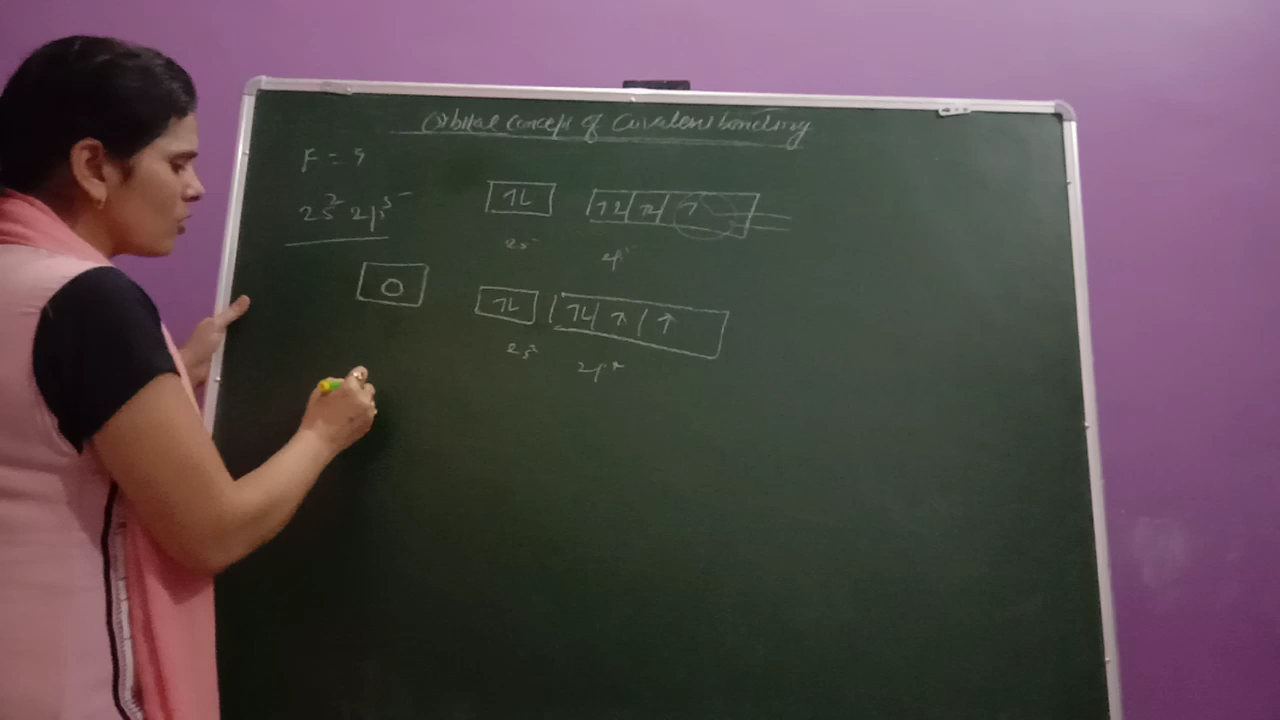 Orbital concept of Covalent bonding
F = 9
2s² 2p⁵
↑↓ ↑↓ ↑↓ ↑
2s² 2p⁵
O ↑↓ ↑↓ ↑ ↑
2s² 2p⁴